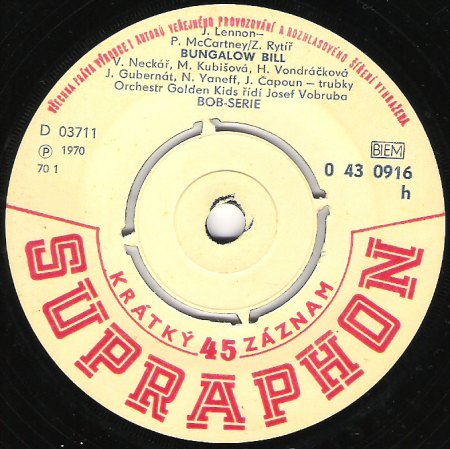 VŠECHNA PRÁVA VÝROBCE I AUTORŮ VEŘEJNÉHO PROVOZOVÁNÍ A ROZHLASOVÉHO ŠÍŘENÍ VYHRAŽENA
J. Lennon–
P. McCartney/Z. Rytíř
BUNGALOW BILL
V. Neckář, M. Kubišová, H. Vondráčková
J. Gubernát, N. Yaneff, J. Čapoun – trubky
Orchestr Golden Kids řídí Josef Vobruba
BOB-SERIE
D 03711
Ⓟ 1970
70 1
BIEM
0 43 0916
h
KRÁTKÝ 45 ZÁZNAM
SUPRAPHON